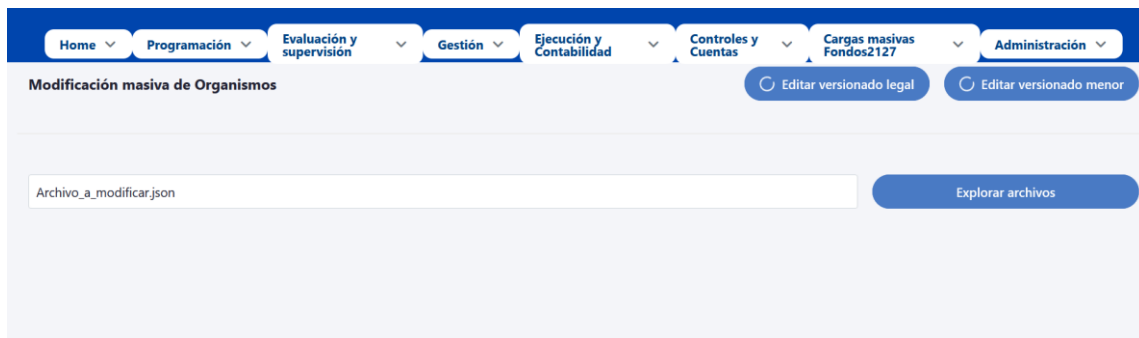 Home
Programación
Evaluación y
supervisión
Gestión
Ejecución y
Contabilidad
Controles y
Cuentas
Cargas masivas
Fondos2127
Administración
Modificación masiva de Organismos
Editar versionado legal
Editar versionado menor
Archivo_a_modificar.json
Explorar archivos